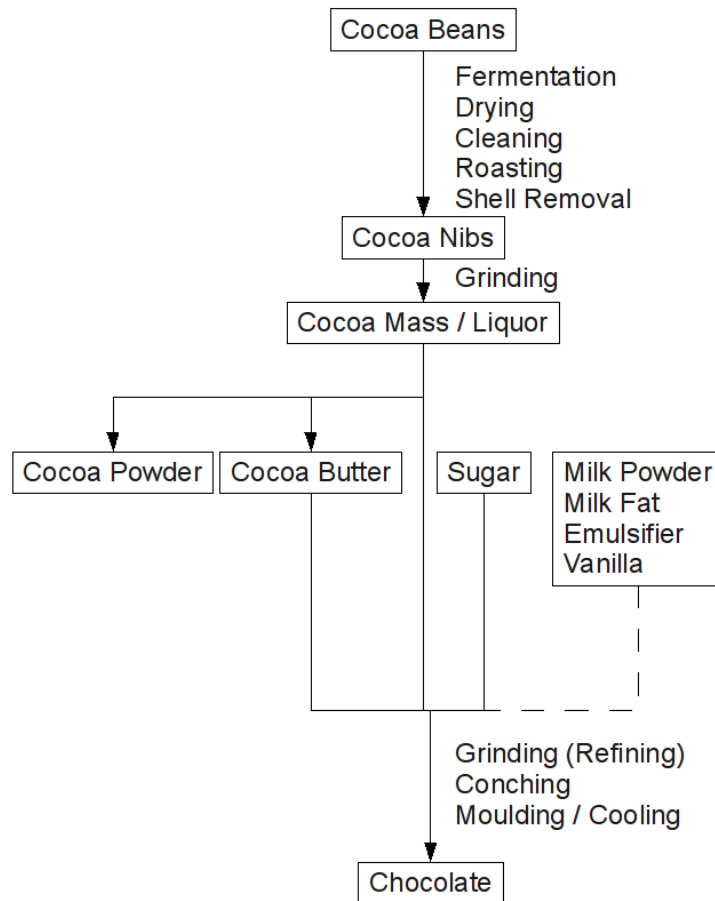 Cocoa Beans
Fermentation
Drying
Cleaning
Roasting
Shell Removal
Cocoa Nibs
Grinding
Cocoa Mass / Liquor
Cocoa Powder
Cocoa Butter
Sugar
Milk Powder
Milk Fat
Emulsifier
Vanilla
Grinding (Refining)
Conching
Moulding / Cooling
Chocolate